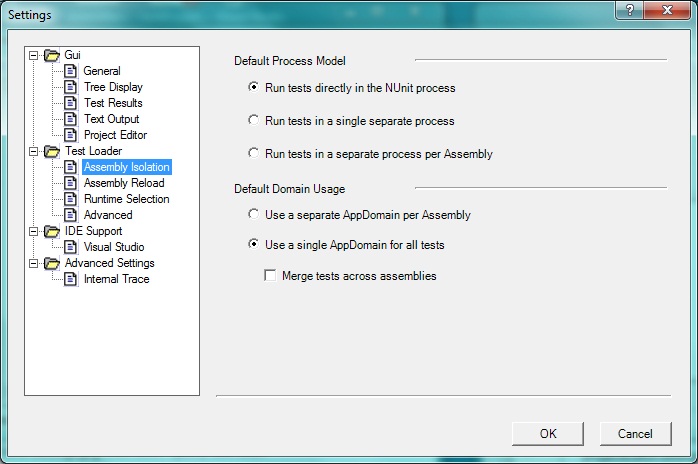 Settings
Gui
General
Tree Display
Test Results
Text Output
Project Editor
Test Loader
Assembly Isolation
Assembly Reload
Runtime Selection
Advanced
IDE Support
Visual Studio
Advanced Settings
Internal Trace
Default Process Model
Run tests directly in the NUnit process
Run tests in a single separate process
Run tests in a separate process per Assembly
Default Domain Usage
Use a separate AppDomain per Assembly
Use a single AppDomain for all tests
Merge tests across assemblies
OK Cancel